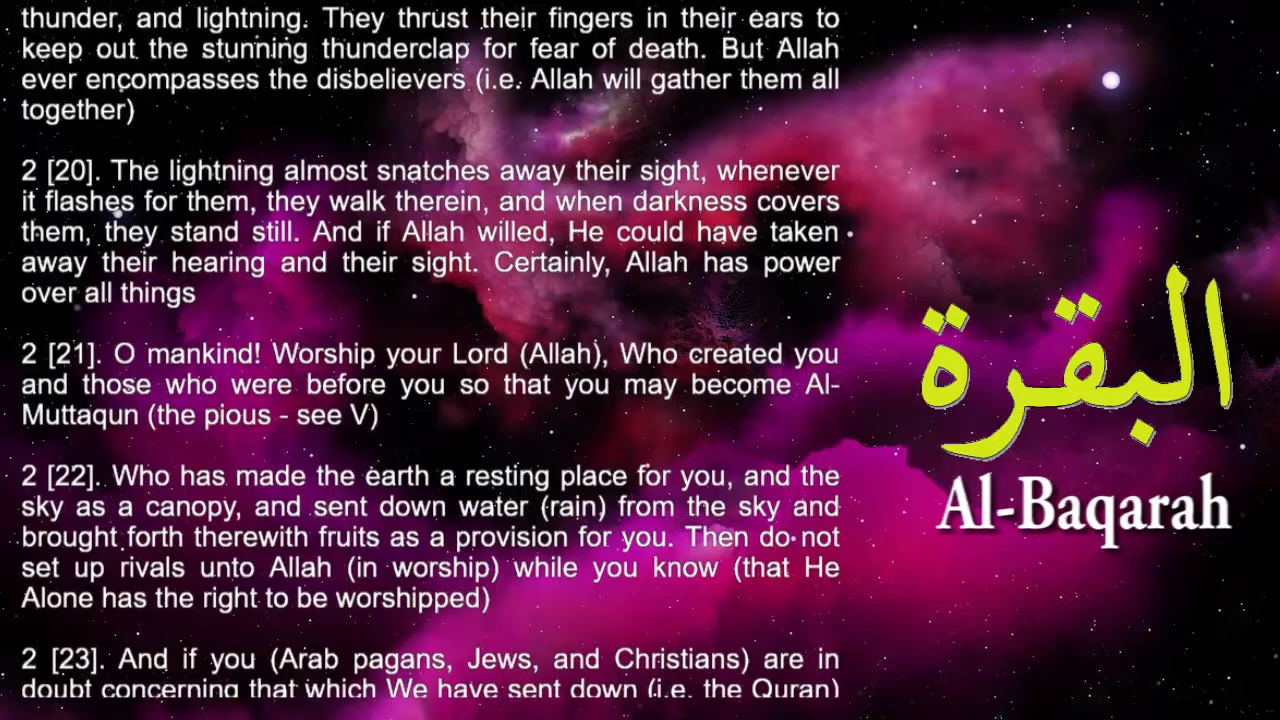 thunder, and lightning. They thrust their fingers in their ears to
keep out the stunning thunderclap for fear of death. But Allah
ever encompasses the disbelievers (i.e. Allah will gather them all
together)
2 [20]. The lightning almost snatches away their sight, whenever
it flashes for them, they walk therein, and when darkness covers
them, they stand still. And if Allah willed, He could have taken
away their hearing and their sight. Certainly, Allah has power
over all things
2 [21]. O mankind! Worship your Lord (Allah), Who created you
and those who were before you so that you may become Al-
Muttaqun (the pious - see V)
2 [22]. Who has made the earth a resting place for you, and the
sky as a canopy, and sent down water (rain) from the sky and
brought forth therewith fruits as a provision for you. Then do not
set up rivals unto Allah (in worship) while you know (that He
Alone has the right to be worshipped)
2 [23]. And if you (Arab pagans, Jews, and Christians) are in
doubt concerning that which We have sent down (i.e. the Quran)
البقرة
Al-Baqarah